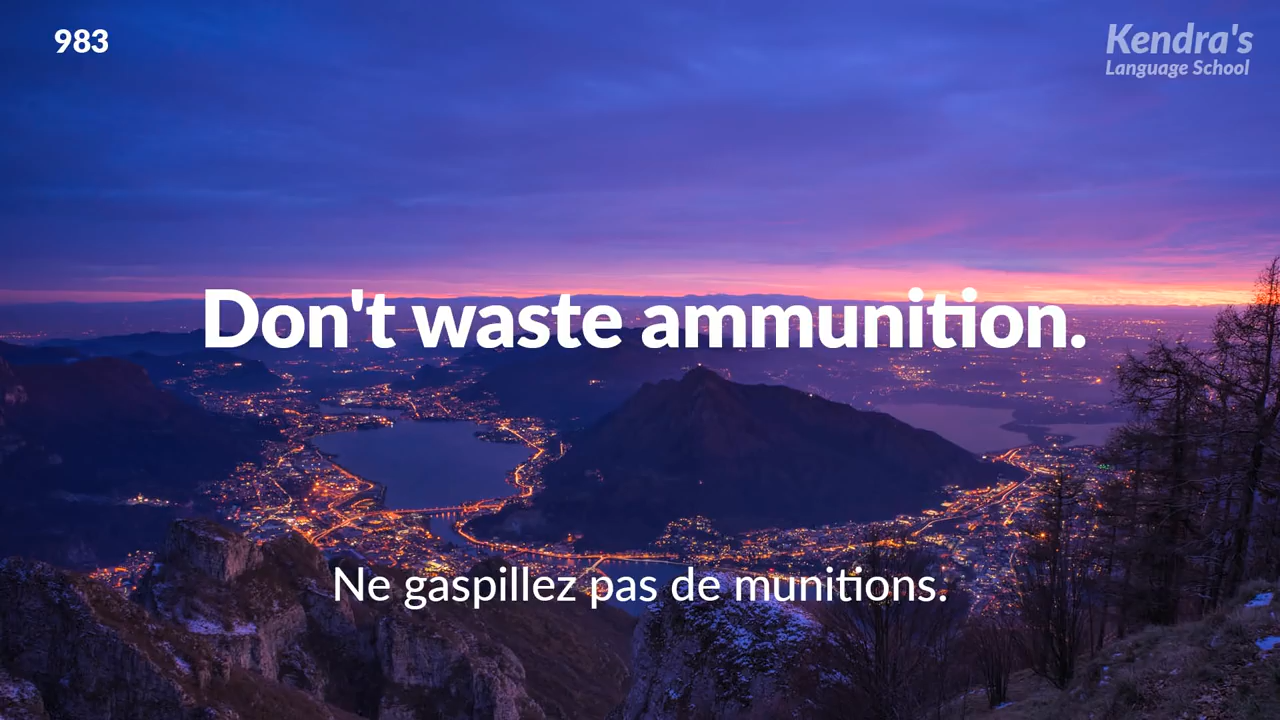 983
Kendra's
Language School
Don't waste ammunition.
Ne gaspillez pas de munitions.